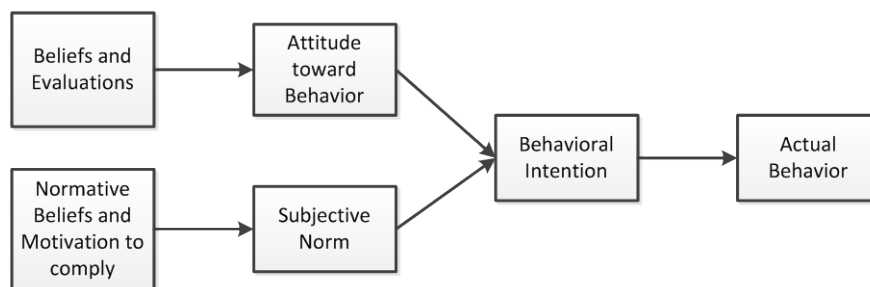 Beliefs and
Evaluations
Attitude
toward
Behavior
Normative
Beliefs and
Motivation to
comply
Subjective
Norm
Behavioral
Intention
Actual
Behavior